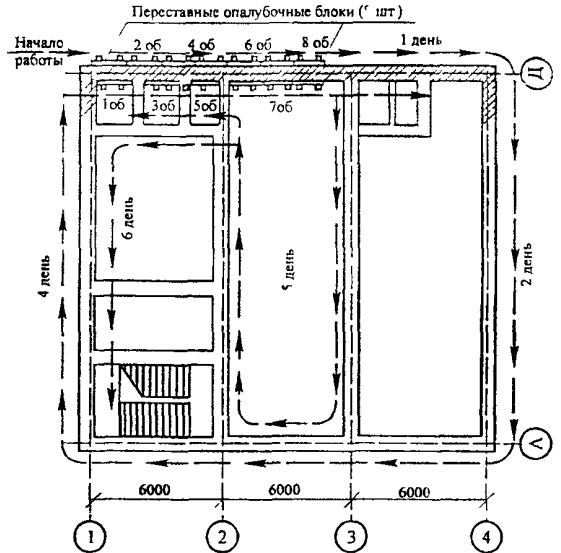 Переставные опалубочные блоки ( шт )
Начало
работы
2 об 4 об 6 об 8 об
1 день
1об 3об 5об 7об
Д
6 день
4 день
5 день
2 день
А
6000 6000 6000
1 2 3 4